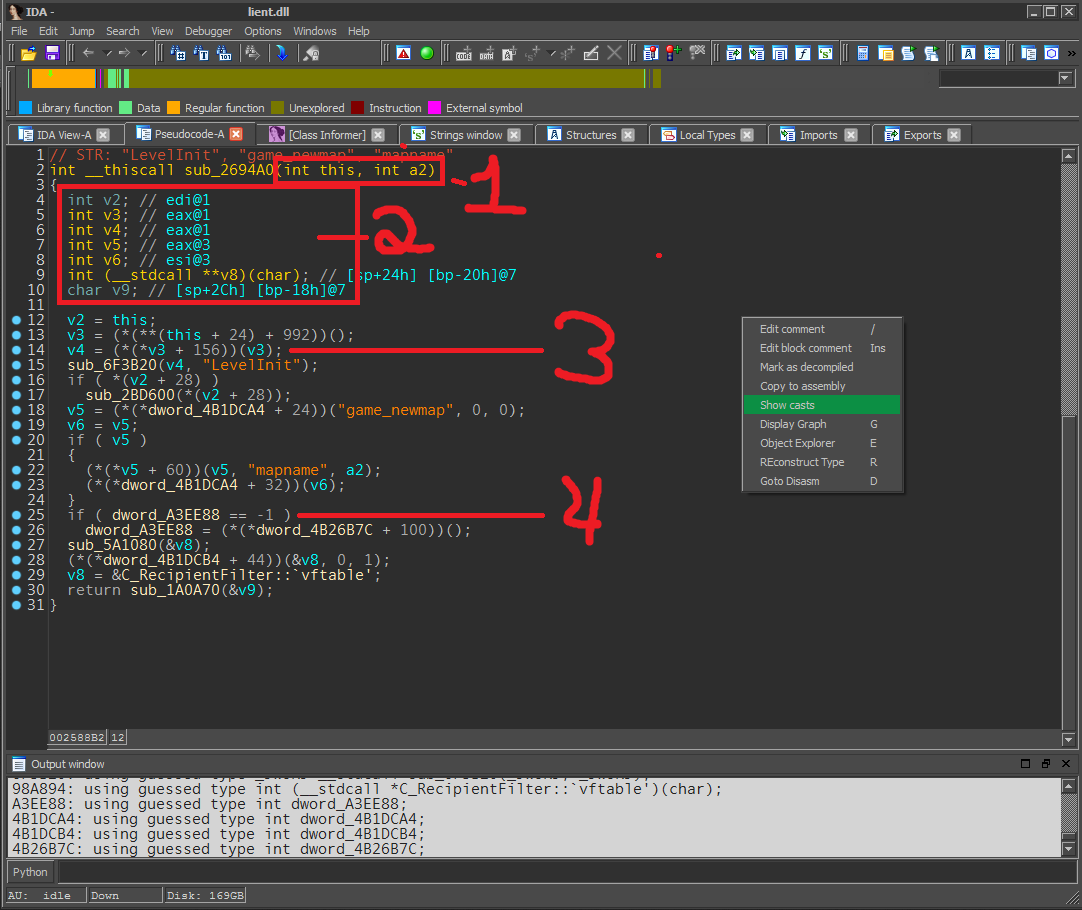 IDA - lient.dll
File Edit Jump Search View Debugger Options Windows Help
Library function Data Regular function Unexplored Instruction External symbol
IDA View-A Pseudocode-A [Class Informer] Strings window Structures Local Types Imports Exports
1 // STR: "LevelInit", "game_newmap", "mapname"
2 int __thiscall sub_2694A0(int this, int a2)
1
3 {
4 int v2; // edi@1
5 int v3; // eax@1
6 int v4; // eax@1
2
7 int v5; // eax@3
8 int v6; // esi@3
9 int (__stdcall **v8)(char); // [sp+24h] [bp-20h]@7
10 char v9; // [sp+2Ch] [bp-18h]@7
11
12 v2 = this;
13 v3 = (*(**(this + 24) + 992))();
14 v4 = (*(*v3 + 156))(v3);
3
15 sub_6F3B20(v4, "LevelInit");
16 if ( *(v2 + 28) )
17 sub_2BD600(*(v2 + 28));
18 v5 = (*(*dword_4B1DCA4 + 24))("game_newmap", 0, 0);
19 v6 = v5;
20 if ( v5 )
21 {
22 (*(*v5 + 60))(v5, "mapname", a2);
23 (*(*dword_4B1DCA4 + 32))(v6);
24 }
25 if ( dword_A3EE88 == -1 )
4
26 dword_A3EE88 = (*(*dword_4B26B7C + 100))();
27 sub_5A1080(&v8);
28 (*(*dword_4B1DCB4 + 44))(&v8, 0, 1);
29 v8 = &C_RecipientFilter::`vftable';
30 return sub_1A0A70(&v9);
31 }
Edit comment /
Edit block comment Ins
Mark as decompiled
Copy to assembly
Show casts
Display Graph G
Object Explorer E
REconstruct Type R
Goto Disasm D
002588B2 12
Output window
98A894: using guessed type int (__stdcall *C_RecipientFilter::`vftable')(char);
A3EE88: using guessed type int dword_A3EE88;
4B1DCA4: using guessed type int dword_4B1DCA4;
4B1DCB4: using guessed type int dword_4B1DCB4;
4B26B7C: using guessed type int dword_4B26B7C;
Python
AU: idle Down Disk: 169GB